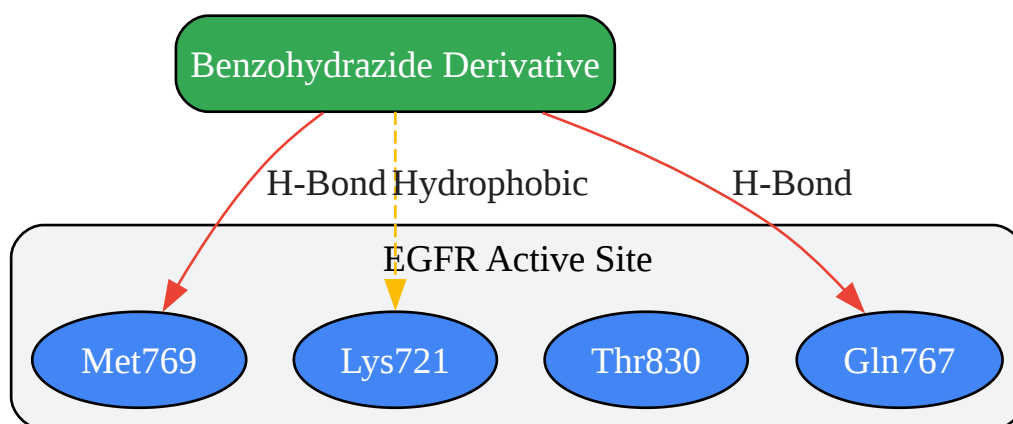 Benzohydrazide Derivative
H-Bond
Hydrophobic
H-Bond
EGFR Active Site
Met769
Lys721
Thr830
Gln767